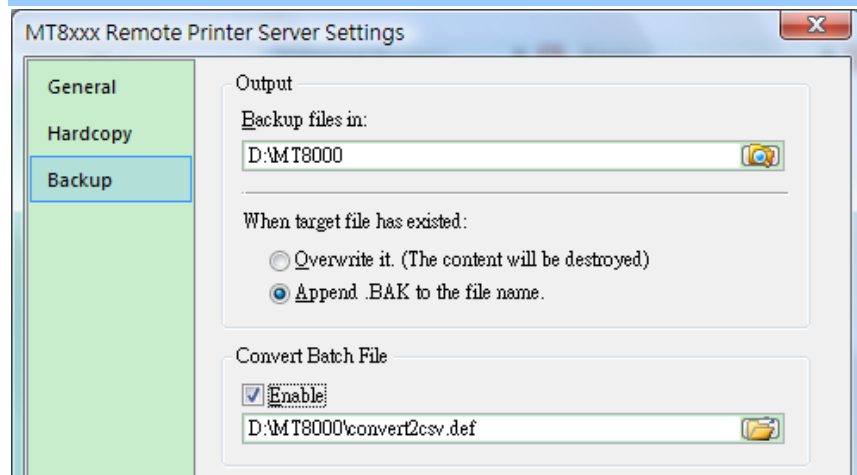 MT8xxx Remote Printer Server Settings
General
Hardcopy
Backup
Output
Backup files in:
D:\MT8000
When target file has existed:
Overwrite it. (The content will be destroyed)
Append .BAK to the file name.
Convert Batch File
Enable
D:\MT8000\convert2csv.def